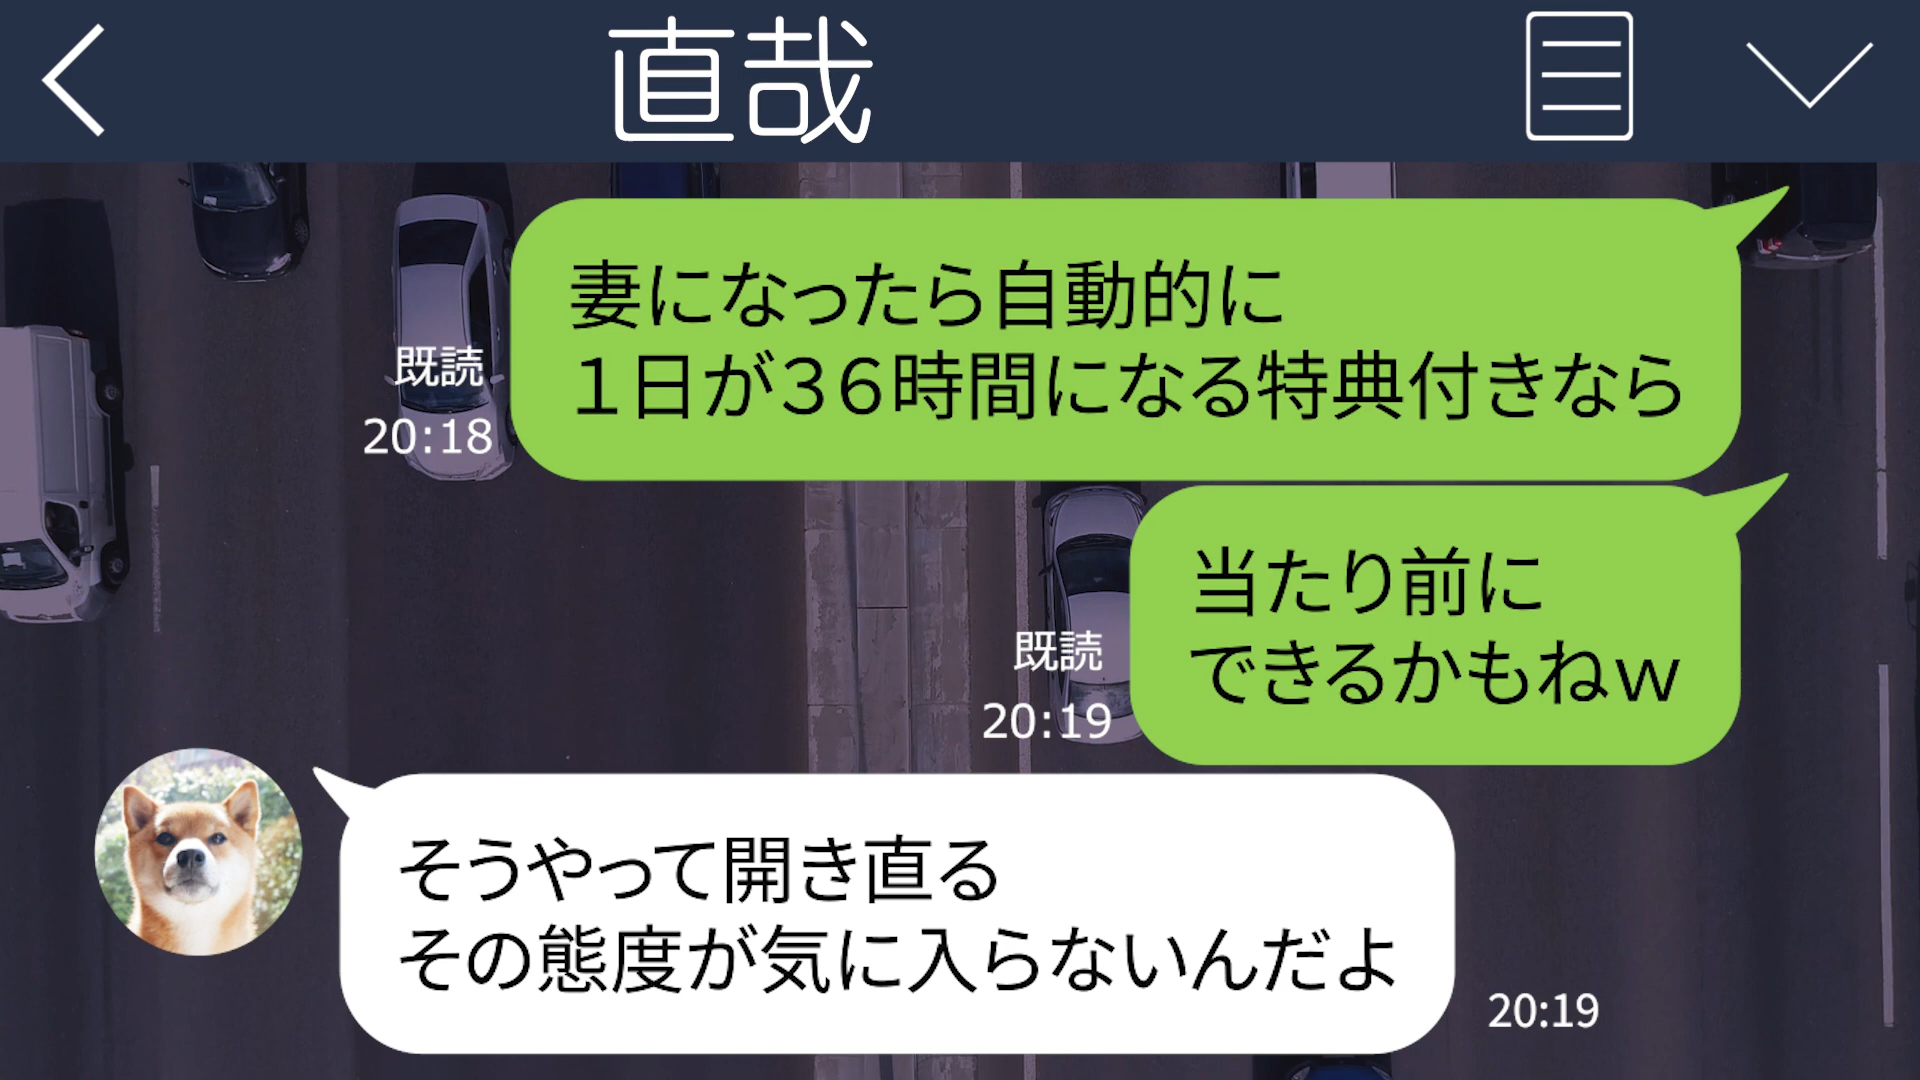 直哉
妻になったら自動的に
１日が３６時間になる特典付きなら
既読
20:18
当たり前に
できるかもねｗ
既読
20:19
そうやって開き直る
その態度が気に入らないんだよ
20:19